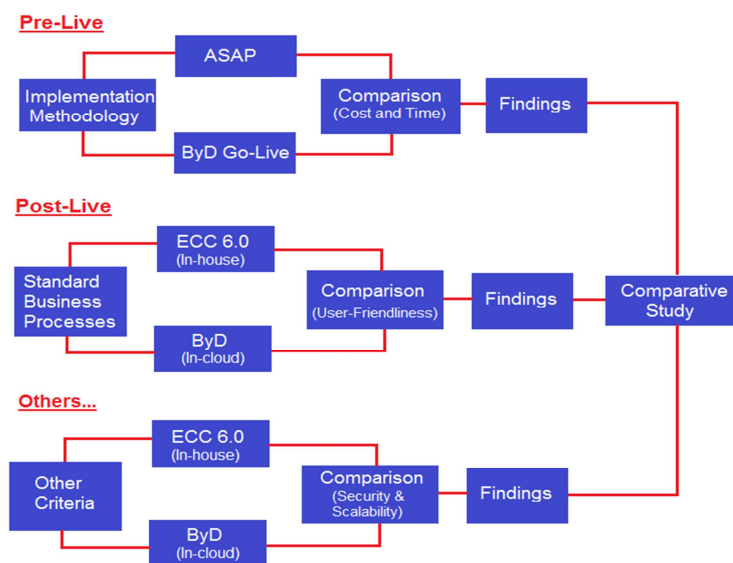 Pre-Live
ASAP
Implementation
Methodology
Comparison
(Cost and Time)
Findings
ByD Go-Live
Post-Live
ECC 6.0
(In-house)
Standard
Business
Processes
Comparison
(User-Friendliness)
Findings
Comparative
Study
ByD
(In-cloud)
Others...
ECC 6.0
(In-house)
Other
Criteria
Comparison
(Security &
Scalability)
Findings
ByD
(In-cloud)